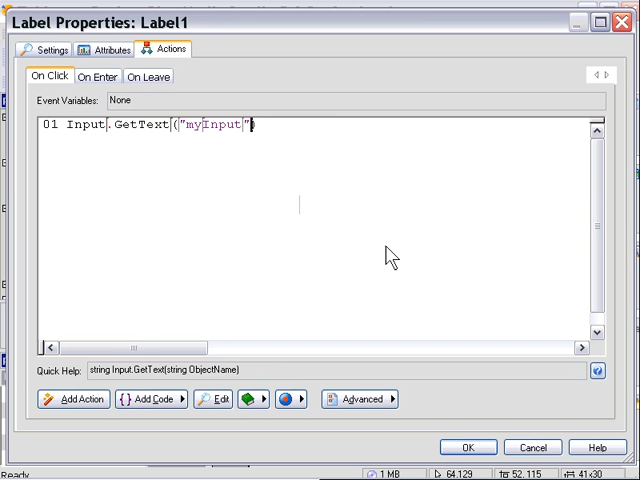 Label Properties: Label1
Settings Attributes Actions
On Click On Enter On Leave
Event Variables: None
01 Input.GetText("myInput")
Quick Help: string Input.GetText(string ObjectName)
Add Action { } Add Code Edit Advanced
OK Cancel Help
Ready 1 MB 64.129 52.115 41x30